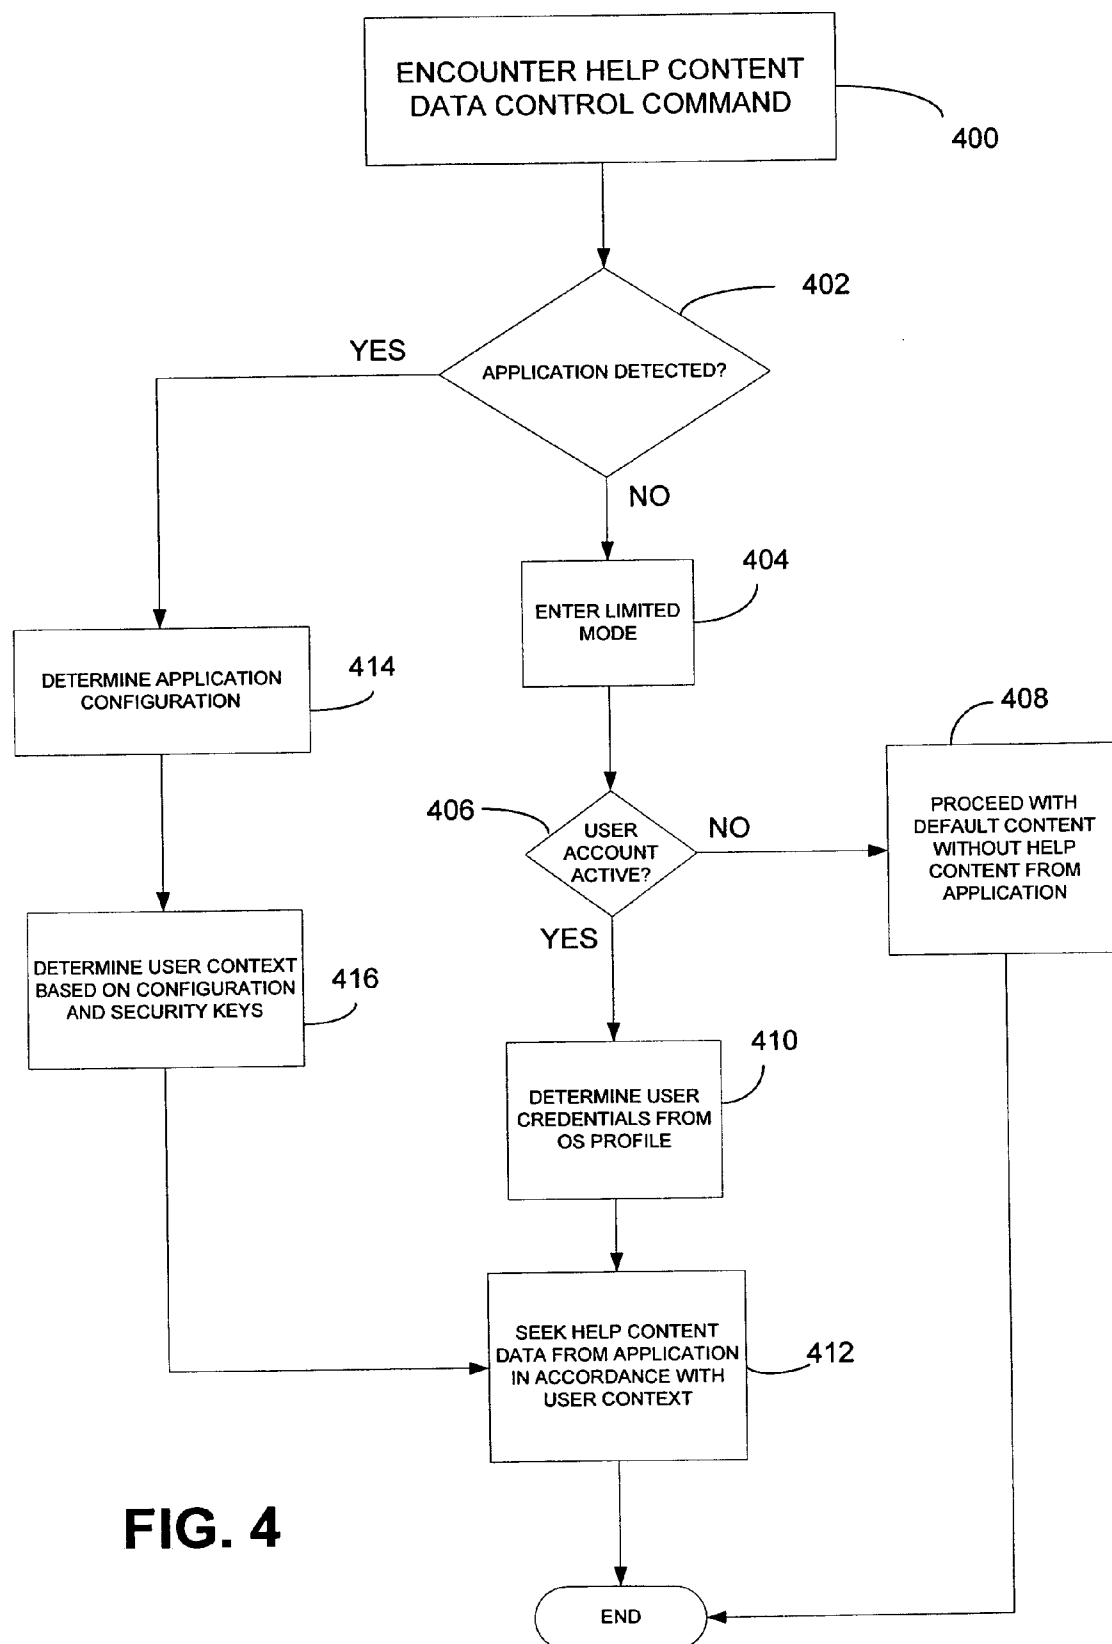 ENCOUNTER HELP CONTENT
DATA CONTROL COMMAND
400
402
YES
APPLICATION DETECTED?
NO
404
ENTER LIMITED
MODE
414
DETERMINE APPLICATION
CONFIGURATION
408
406
USER
ACCOUNT
ACTIVE?
NO
PROCEED WITH
DEFAULT CONTENT
WITHOUT HELP
CONTENT FROM
APPLICATION
YES
DETERMINE USER CONTEXT
BASED ON CONFIGURATION
AND SECURITY KEYS
416
410
DETERMINE USER
CREDENTIALS FROM
OS PROFILE
SEEK HELP CONTENT
DATA FROM APPLICATION
IN ACCORDANCE WITH
USER CONTEXT
412
FIG. 4
END